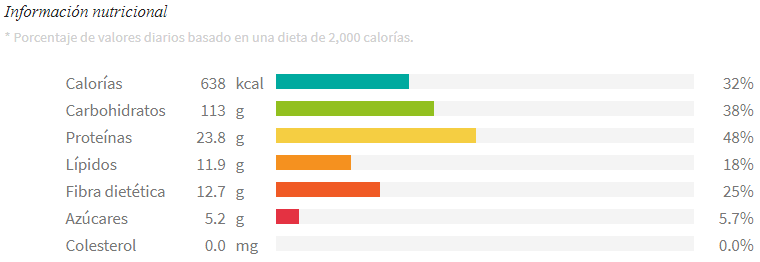 Información nutricional
* Porcentaje de valores diarios basado en una dieta de 2,000 calorías.
Calorías 638 kcal 32%
Carbohidratos 113 g 38%
Proteínas 23.8 g 48%
Lípidos 11.9 g 18%
Fibra dietética 12.7 g 25%
Azúcares 5.2 g 5.7%
Colesterol 0.0 mg 0.0%